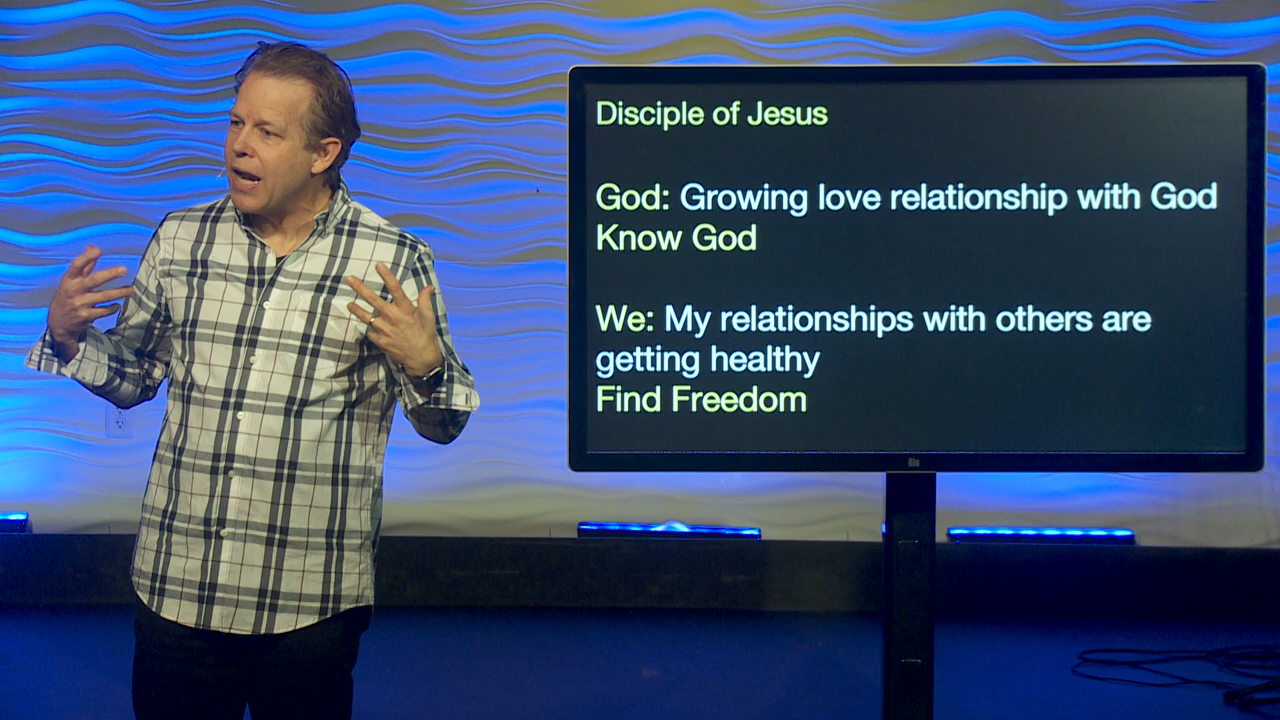 Disciple of Jesus
God: Growing love relationship with God
Know God
We: My relationships with others are
getting healthy
Find Freedom
elo